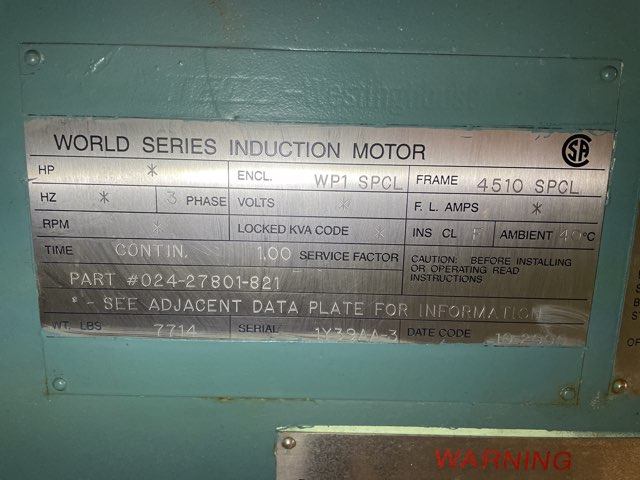 Westinghouse
WORLD SERIES INDUCTION MOTOR
HP * ENCL. WP1 SPCL FRAME 4510 SPCL
HZ * 3 PHASE VOLTS * F. L. AMPS *
RPM * LOCKED KVA CODE * INS CL F AMBIENT 40°C
TIME CONTIN. 1.00 SERVICE FACTOR
CAUTION: BEFORE INSTALLING
OR OPERATING READ
INSTRUCTIONS
PART #024-27801-821
* - SEE ADJACENT DATA PLATE FOR INFORMATION
WT. LBS 7714 SERIAL DATE CODE
WARNING